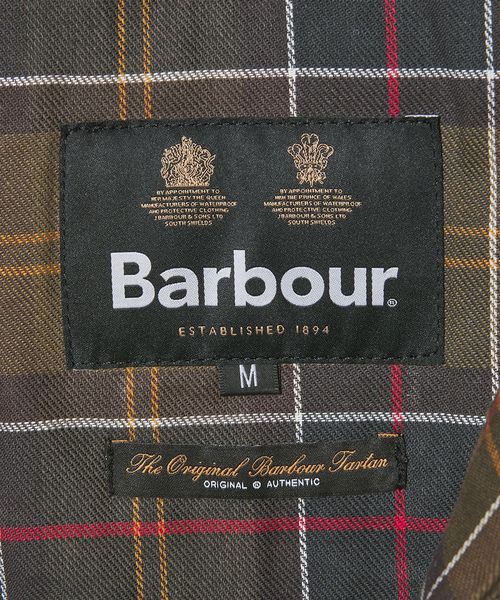 BY APPOINTMENT TO
HER MAJESTY THE QUEEN
MANUFACTURERS OF WATERPROOF
AND PROTECTIVE CLOTHING
J.BARBOUR & SONS LTD
SOUTH SHIELDS
BY APPOINTMENT TO
HRH THE PRINCE OF WALES
MANUFACTURERS OF WATERPROOF
AND PROTECTIVE CLOTHING
J.BARBOUR & SONS LTD
SOUTH SHIELDS
Barbour®
ESTABLISHED 1894
M
The Original Barbour Tartan
ORIGINAL ® AUTHENTIC